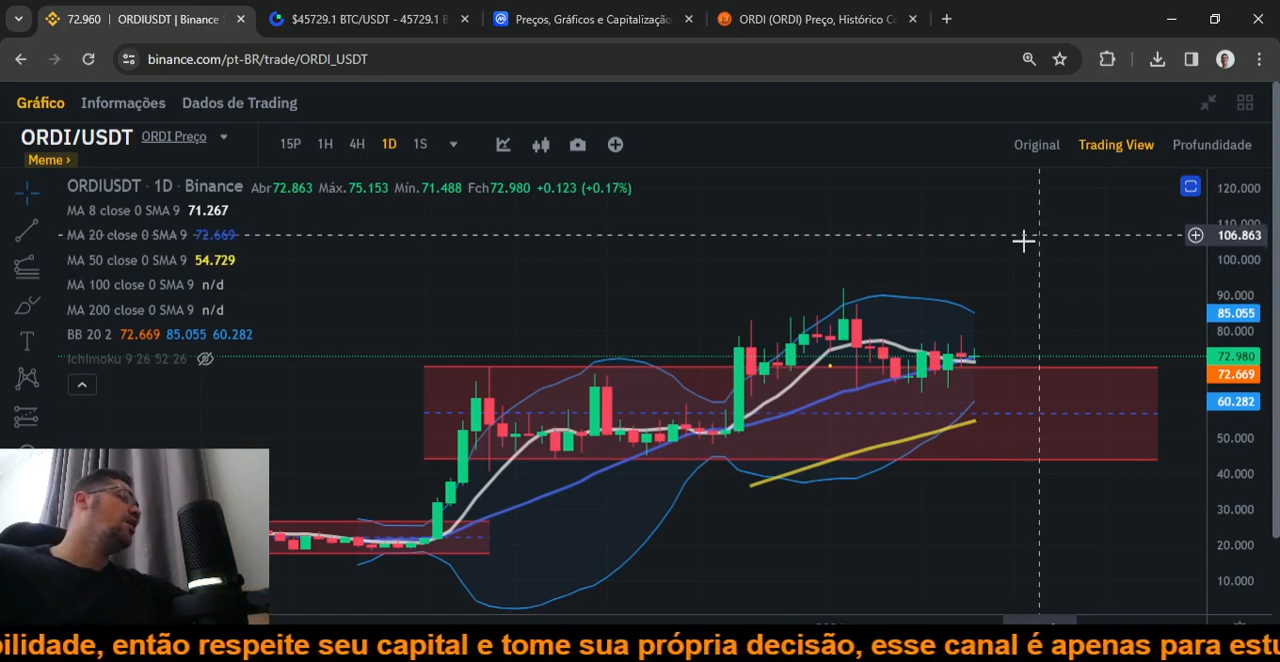 72.960 | ORDIUSDT | Binance S
$45729.1 BTC/USDT - 45729.1 B
Preços, Gráficos e Capitalização
ORDI (ORDI) Preço, Histórico Co
binance.com/pt-BR/trade/ORDI_USDT
Gráfico Informações Dados de Trading
ORDI/USDT ORDI Preço
Meme ›
15P 1H 4H 1D 1S
Original Trading View Profundidade
ORDIUSDT · 1D · Binance Abr72.863 Máx.75.153 Mín.71.488 Fch72.980 +0.123 (+0.17%)
MA 8 close 0 SMA 9 71.267
MA 20 close 0 SMA 9 72.669
MA 50 close 0 SMA 9 54.729
MA 100 close 0 SMA 9 n/d
MA 200 close 0 SMA 9 n/d
BB 20 2 72.669 85.055 60.282
Ichimoku 9 26 52 26
120.000
110.000
106.863
100.000
90.000
85.055
80.000
72.980
72.669
60.282
50.000
40.000
30.000
20.000
10.000
bilidade, então respeite seu capital e tome sua própria decisão, esse canal é apenas para estu